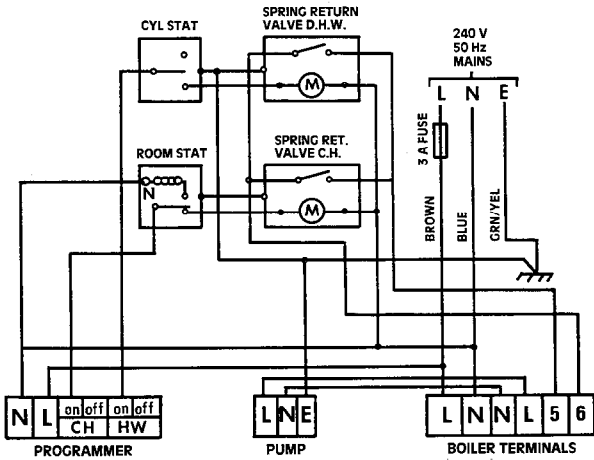 SPRING RETURN
VALVE D.H.W.
CYL STAT
240 V
50 Hz
MAINS
M
L N E
3 A FUSE
ROOM STAT
SPRING RET.
VALVE C.H.
N
M
BROWN
BLUE
GRN/YEL
N L on off on off
CH HW
L N E
L N N L 5 6
PROGRAMMER
PUMP
BOILER TERMINALS